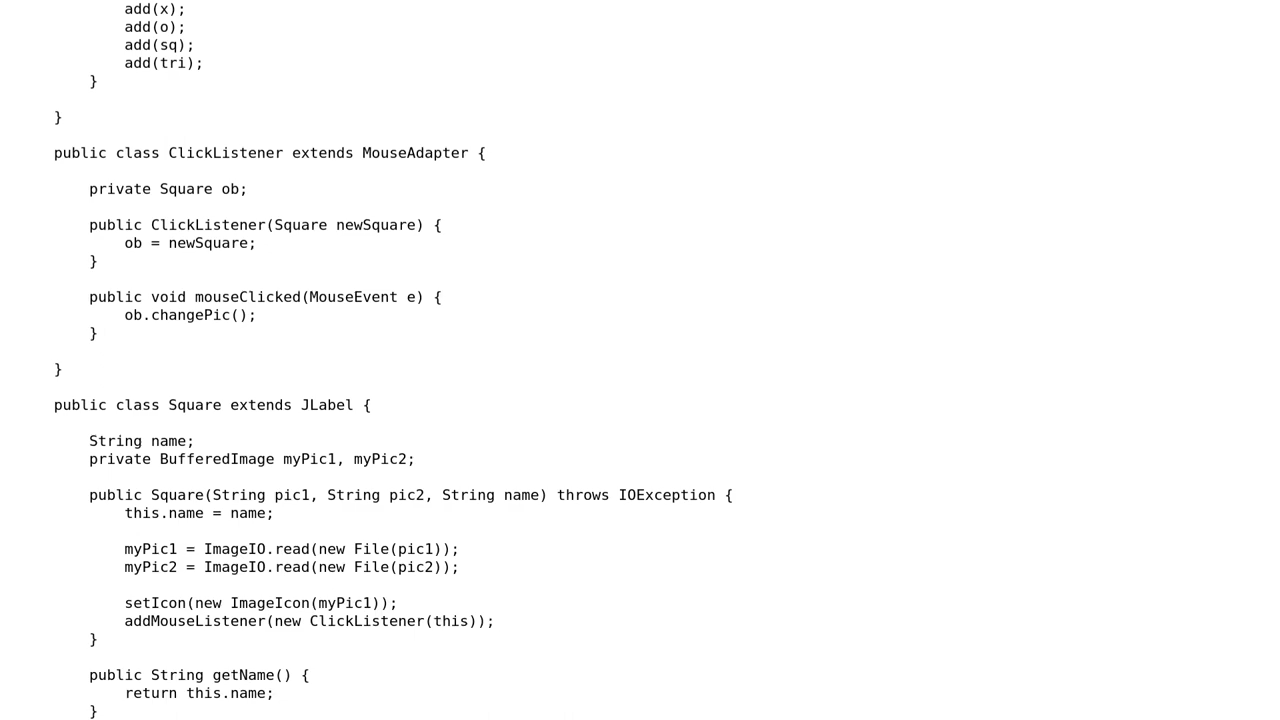 add(x);
add(o);
add(sq);
add(tri);
}
}
public class ClickListener extends MouseAdapter {
private Square ob;
public ClickListener(Square newSquare) {
ob = newSquare;
}
public void mouseClicked(MouseEvent e) {
ob.changePic();
}
}
public class Square extends JLabel {
String name;
private BufferedImage myPic1, myPic2;
public Square(String pic1, String pic2, String name) throws IOException {
this.name = name;
myPic1 = ImageIO.read(new File(pic1));
myPic2 = ImageIO.read(new File(pic2));
setIcon(new ImageIcon(myPic1));
addMouseListener(new ClickListener(this));
}
public String getName() {
return this.name;
}